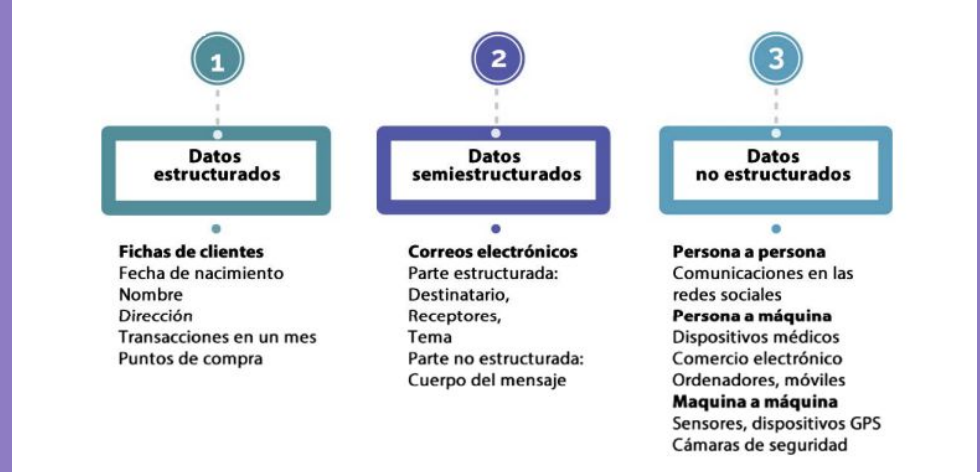 1
Datos
estructurados
Fichas de clientes
Fecha de nacimiento
Nombre
Dirección
Transacciones en un mes
Puntos de compra
2
Datos
semiestructurados
Correos electrónicos
Parte estructurada:
Destinatario,
Receptores,
Tema
Parte no estructurada:
Cuerpo del mensaje
3
Datos
no estructurados
Persona a persona
Comunicaciones en las
redes sociales
Persona a máquina
Dispositivos médicos
Comercio electrónico
Ordenadores, móviles
Maquina a máquina
Sensores, dispositivos GPS
Cámaras de seguridad